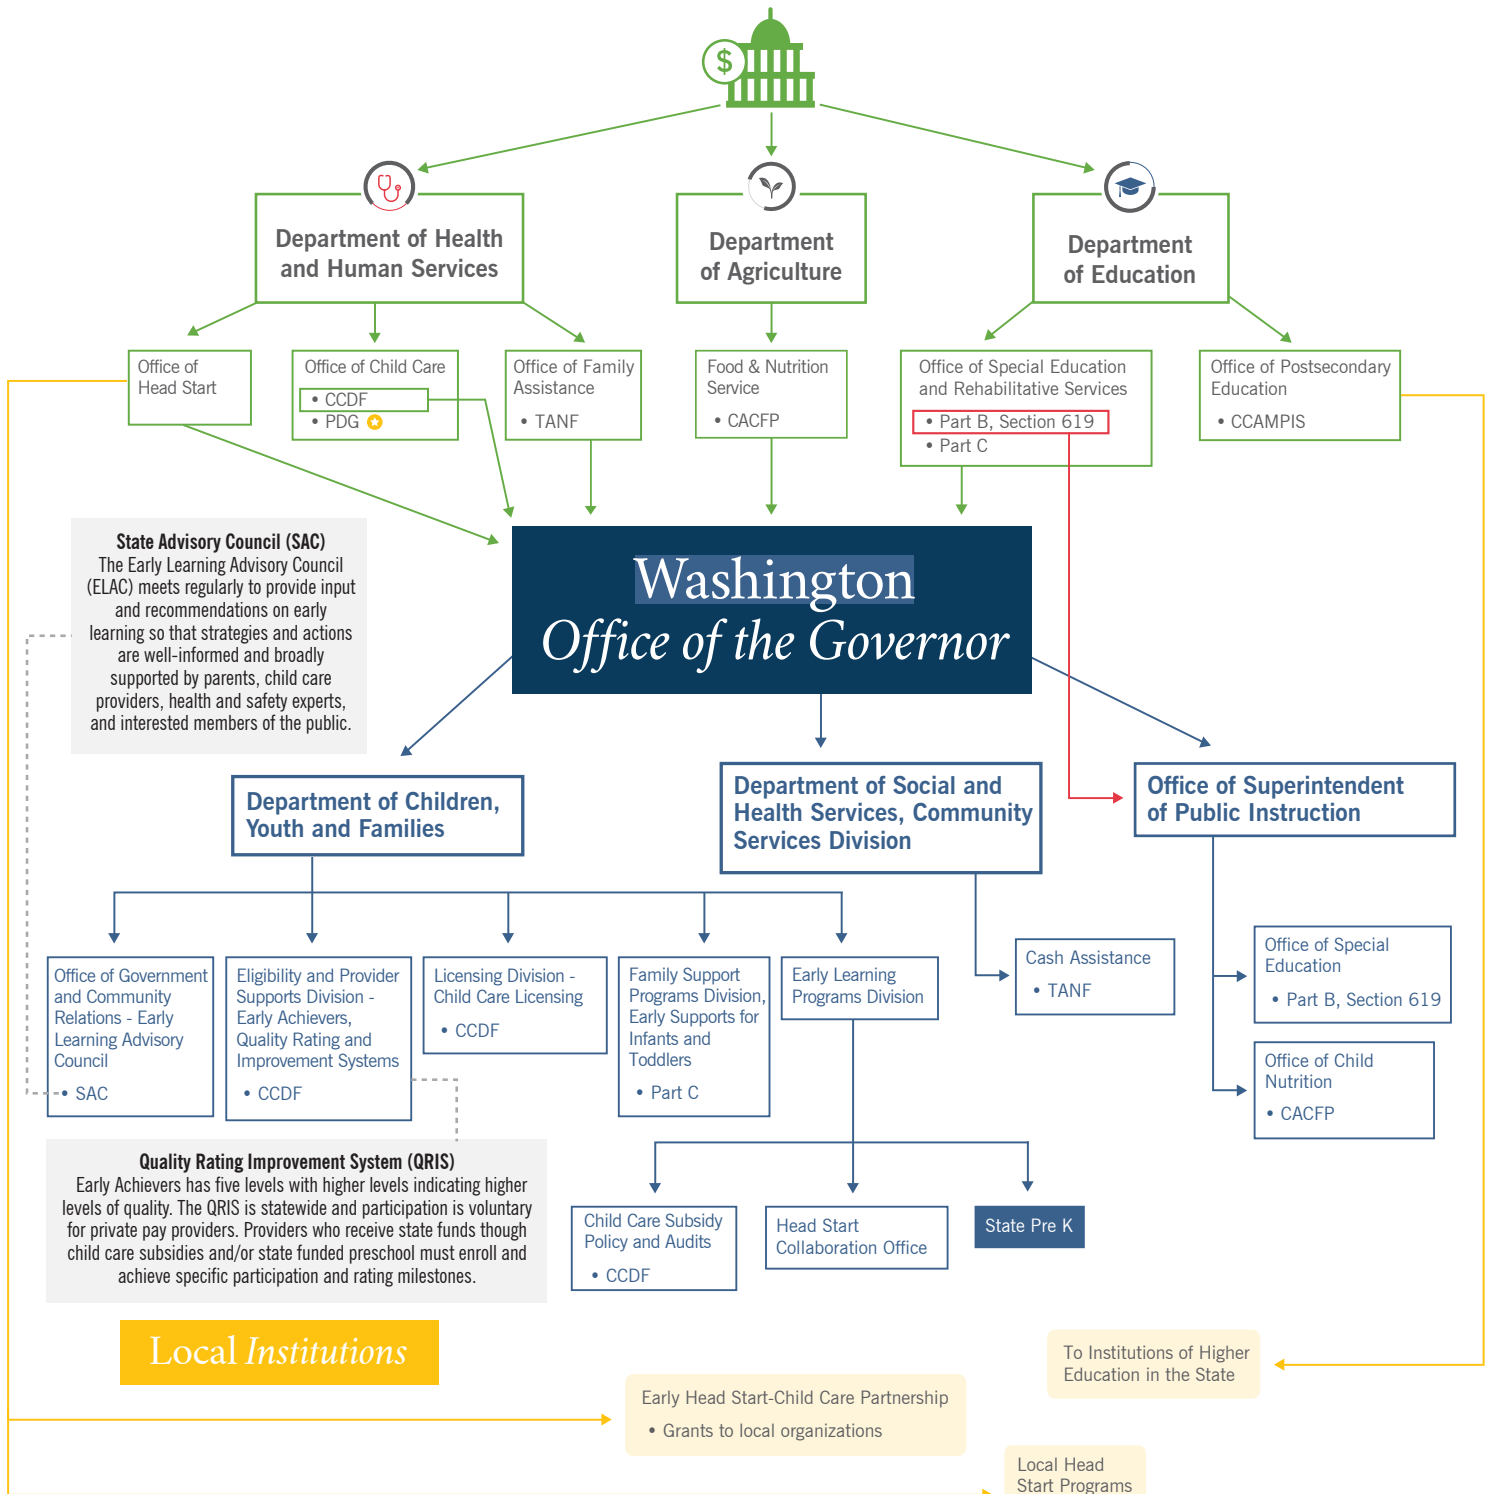 $
Department of Health
and Human Services
Department
of Agriculture
Department
of Education
Office of
Head Start
Office of Child Care
• CCDF
• PDG
Office of Family
Assistance
• TANF
Food & Nutrition
Service
• CACFP
Office of Special Education
and Rehabilitative Services
• Part B, Section 619
• Part C
Office of Postsecondary
Education
• CCAMPIS
State Advisory Council (SAC)
The Early Learning Advisory Council
(ELAC) meets regularly to provide input
and recommendations on early
learning so that strategies and actions
are well-informed and broadly
supported by parents, child care
providers, health and safety experts,
and interested members of the public.
Washington
Office of the Governor
Department of Children,
Youth and Families
Department of Social and
Health Services, Community
Services Division
Office of Superintendent
of Public Instruction
Office of Government
and Community
Relations - Early
Learning Advisory
Council
• SAC
Eligibility and Provider
Supports Division -
Early Achievers,
Quality Rating and
Improvement Systems
• CCDF
Licensing Division -
Child Care Licensing
• CCDF
Family Support
Programs Division,
Early Supports for
Infants and
Toddlers
• Part C
Early Learning
Programs Division
Cash Assistance
• TANF
Office of Special
Education
• Part B, Section 619
Office of Child
Nutrition
• CACFP
Quality Rating Improvement System (QRIS)
Early Achievers has five levels with higher levels indicating higher
levels of quality. The QRIS is statewide and participation is voluntary
for private pay providers. Providers who receive state funds though
child care subsidies and/or state funded preschool must enroll and
achieve specific participation and rating milestones.
Child Care Subsidy
Policy and Audits
• CCDF
Head Start
Collaboration Office
State Pre K
Local Institutions
To Institutions of Higher
Education in the State
Early Head Start-Child Care Partnership
• Grants to local organizations
Local Head
Start Programs